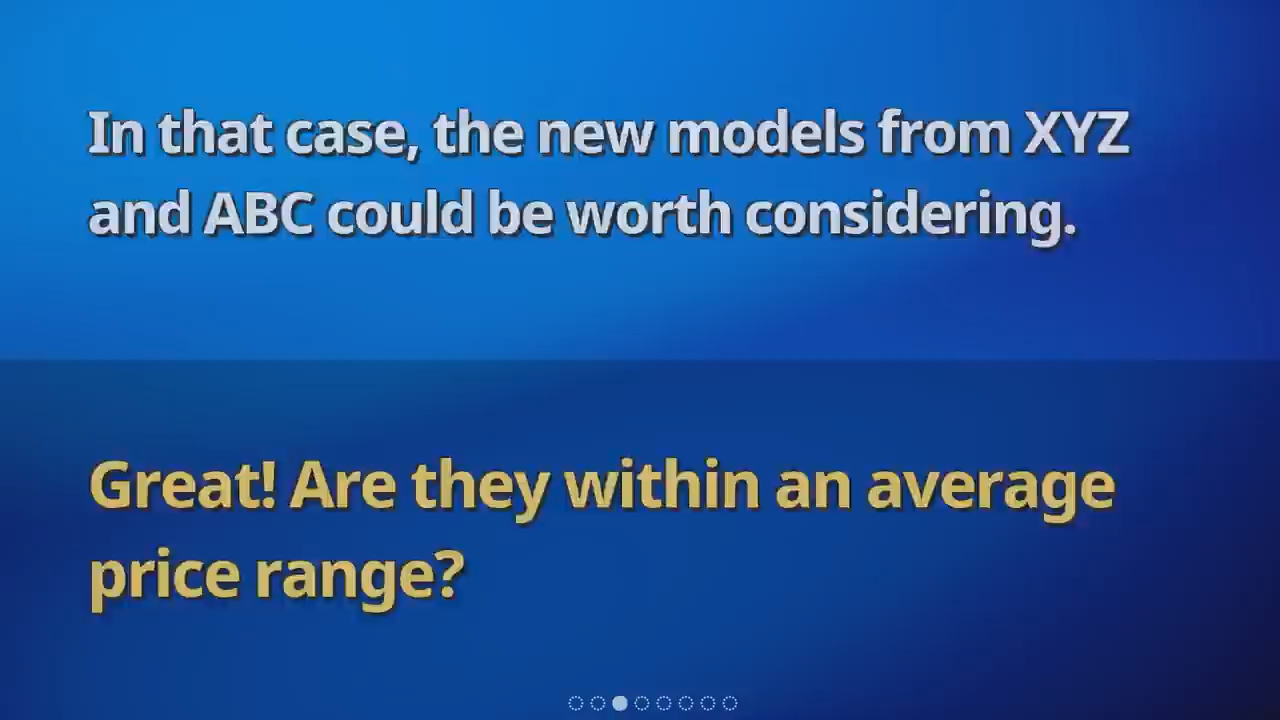 In that case, the new models from XYZ
and ABC could be worth considering.
Great! Are they within an average
price range?